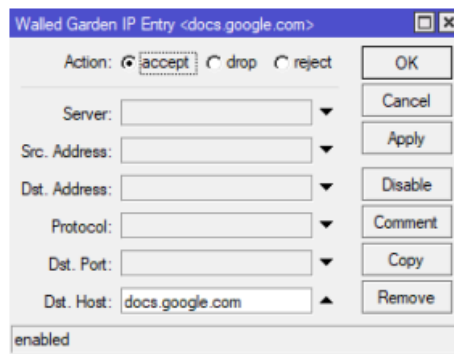 Walled Garden IP Entry <docs.google.com>
Action: accept drop reject
OK
Cancel
Server:
Apply
Src. Address:
Dst. Address:
Disable
Protocol:
Comment
Dst. Port:
Copy
Dst. Host: docs.google.com
Remove
enabled